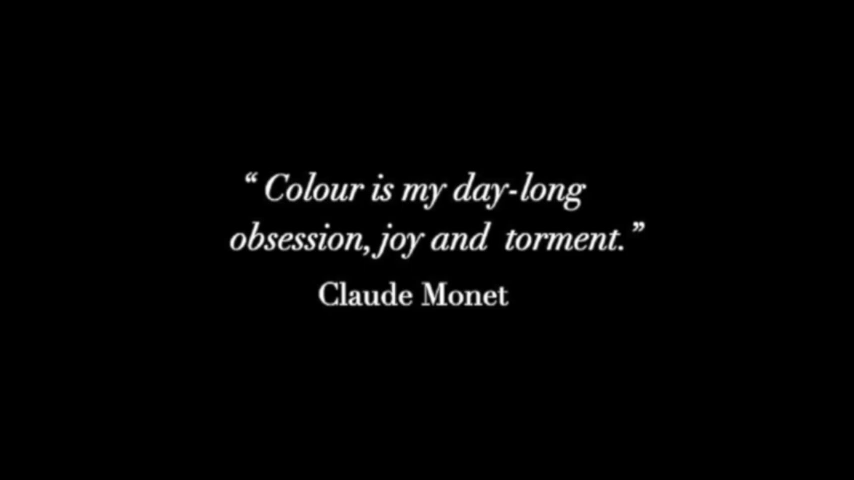 “ Colour is my day-long
obsession, joy and torment.”
Claude Monet